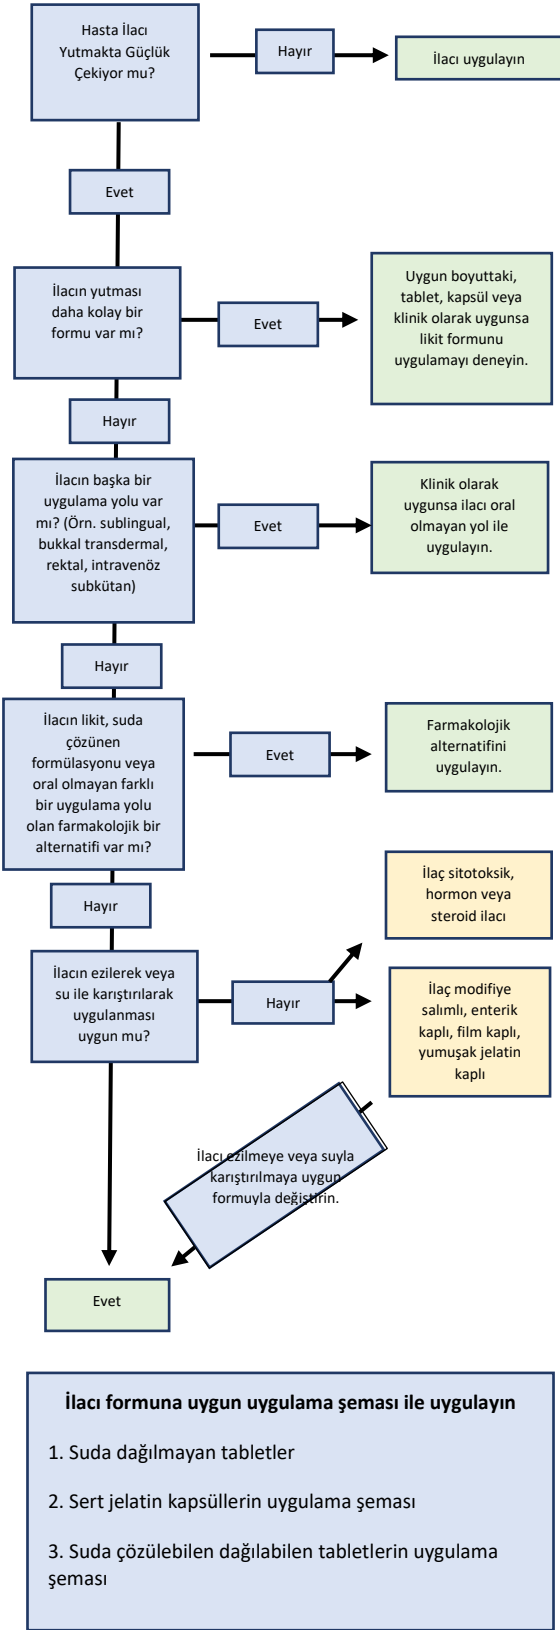 Hasta İlacı
Yutmakta Güçlük
Çekiyor mu?
Hayır
İlacı uygulayın
Evet
İlacın yutması
daha kolay bir
formu var mı?
Evet
Uygun boyuttaki,
tablet, kapsül veya
klinik olarak uygunsa
likit formunu
uygulamayı deneyin.
Hayır
İlacın başka bir
uygulama yolu var
mı? (Örn. sublingual,
bukkal transdermal,
rektal, intravenöz
subkütan)
Evet
Klinik olarak
uygunsa ilacı oral
olmayan yol ile
uygulayın.
Hayır
İlacın likit, suda
çözünen
formülasyonu veya
oral olmayan farklı
bir uygulama yolu
olan farmakolojik bir
alternatifi var mı?
Evet
Farmakolojik
alternatifini
uygulayın.
Hayır
İlacın ezilerek veya
su ile karıştırılarak
uygulanması
uygun mu?
Hayır
İlaç sitotoksik,
hormon veya
steroid ilacı
İlaç modifiye
salımlı, enterik
kaplı, film kaplı,
yumuşak jelatin
kaplı
İlacı ezilmeye veya suyla
karıştırılmaya uygun
formuyla değiştirin.
Evet
İlacı formuna uygun uygulama şeması ile uygulayın
1. Suda dağılmayan tabletler
2. Sert jelatin kapsüllerin uygulama şeması
3. Suda çözülebilen dağılabilen tabletlerin uygulama
şeması